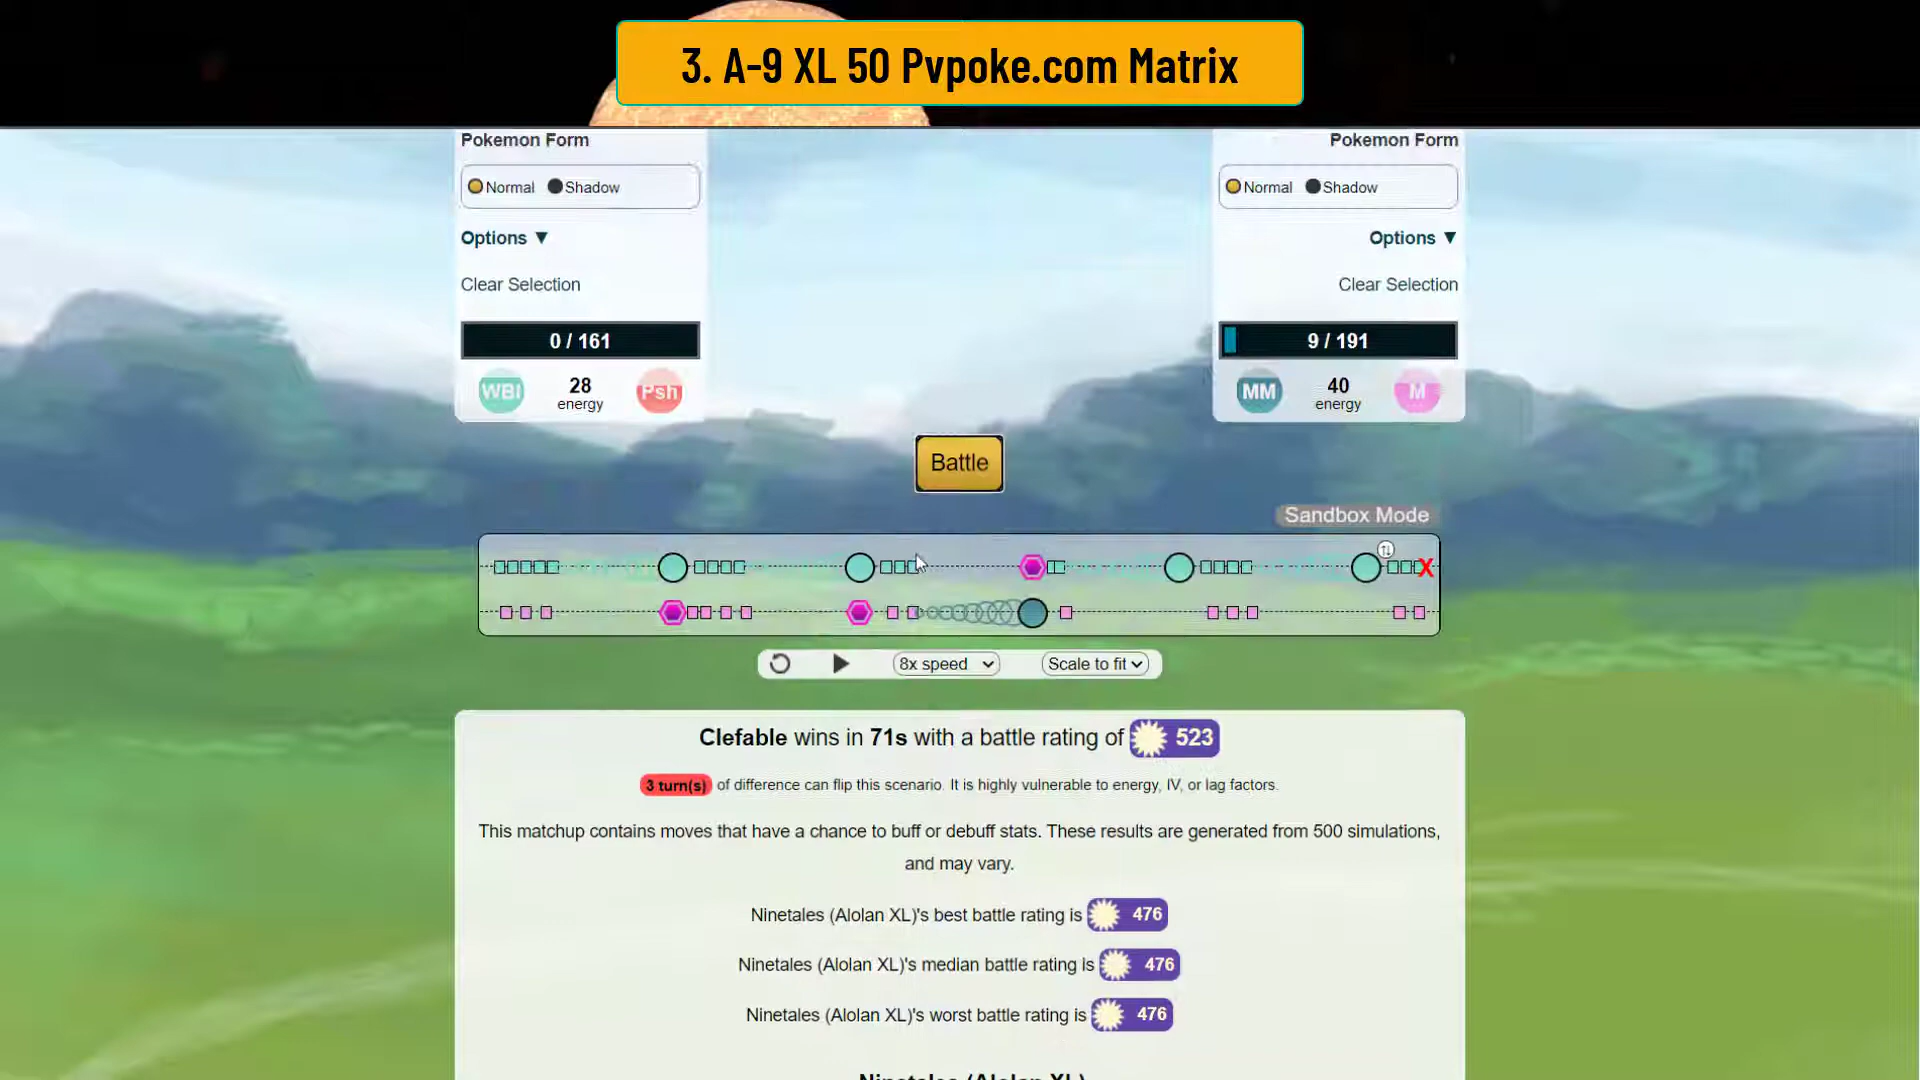 3. A-9 XL 50 Pvpoke.com Matrix
Pokemon Form
Normal Shadow
Options ▼
Clear Selection
0 / 161
WBI 28 energy Psh
Pokemon Form
Normal Shadow
Options ▼
Clear Selection
9 / 191
MM 40 energy M
Battle
Sandbox Mode
X
8x speed
Scale to fit
Clefable wins in 71s with a battle rating of 523
3 turn(s) of difference can flip this scenario. It is highly vulnerable to energy, IV, or lag factors.
This matchup contains moves that have a chance to buff or debuff stats. These results are generated from 500 simulations,
and may vary.
Ninetales (Alolan XL)'s best battle rating is 476
Ninetales (Alolan XL)'s median battle rating is 476
Ninetales (Alolan XL)'s worst battle rating is 476
Ninetales (Alolan XL)